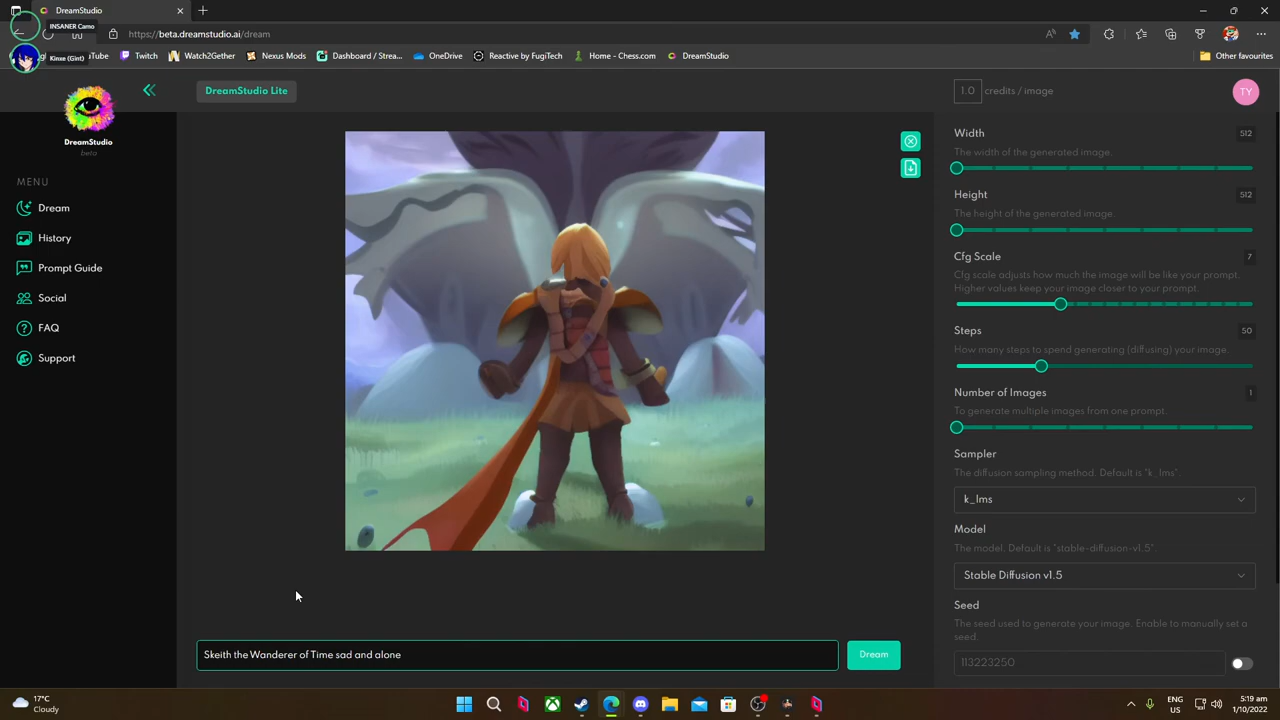 DreamStudio
INSANER Camo
https://beta.dreamstudio.ai/dream
Kinxe (Gint)
uTube
Twitch
Watch2Gether
Nexus Mods
Dashboard / Strea...
OneDrive
Reactive by FugiTech
Home - Chess.com
DreamStudio
Other favourites
DreamStudio
beta
DreamStudio Lite
1.0 credits / image
TY
MENU
Dream
History
Prompt Guide
Social
FAQ
Support
Width
512
The width of the generated image.
Height
512
The height of the generated image.
Cfg Scale
7
Cfg scale adjusts how much the image will be like your prompt.
Higher values keep your image closer to your prompt.
Steps
50
How many steps to spend generating (diffusing) your image.
Number of Images
1
To generate multiple images from one prompt.
Sampler
The diffusion sampling method. Default is "k_lms".
k_lms
Model
The model. Default is "stable-diffusion-v1.5".
Stable Diffusion v1.5
Seed
The seed used to generate your image. Enable to manually set a
seed.
113223250
Skeith the Wanderer of Time sad and alone
Dream
17°C
Cloudy
ENG
US
5:19 am
1/10/2022